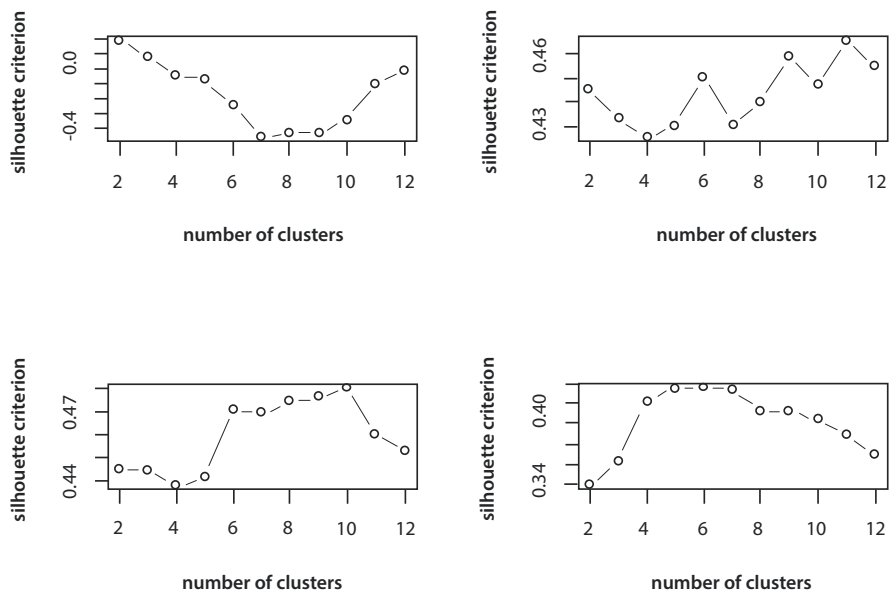 silhouette criterion
0.0
-0.4
2 4 6 8 10 12
number of clusters
silhouette criterion
0.46
0.43
2 4 6 8 10 12
number of clusters
silhouette criterion
0.47
0.44
2 4 6 8 10 12
number of clusters
silhouette criterion
0.40
0.34
2 4 6 8 10 12
number of clusters